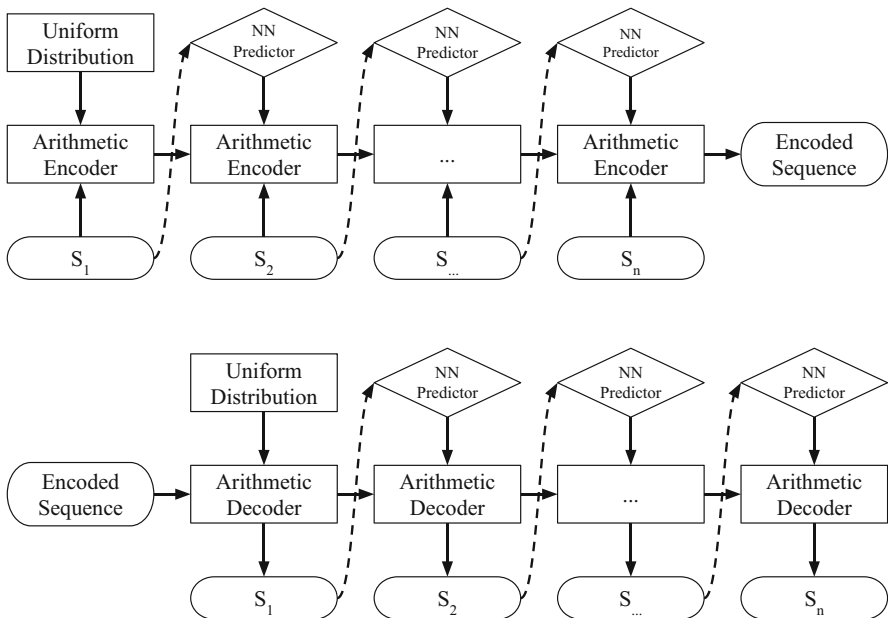 Uniform
Distribution
NN
Predictor
NN
Predictor
NN
Predictor
Arithmetic
Encoder
Arithmetic
Encoder
...
Arithmetic
Encoder
Encoded
Sequence
S1
S2
S...
Sn
Uniform
Distribution
NN
Predictor
NN
Predictor
NN
Predictor
Encoded
Sequence
Arithmetic
Decoder
Arithmetic
Decoder
...
Arithmetic
Decoder
S1
S2
S...
Sn